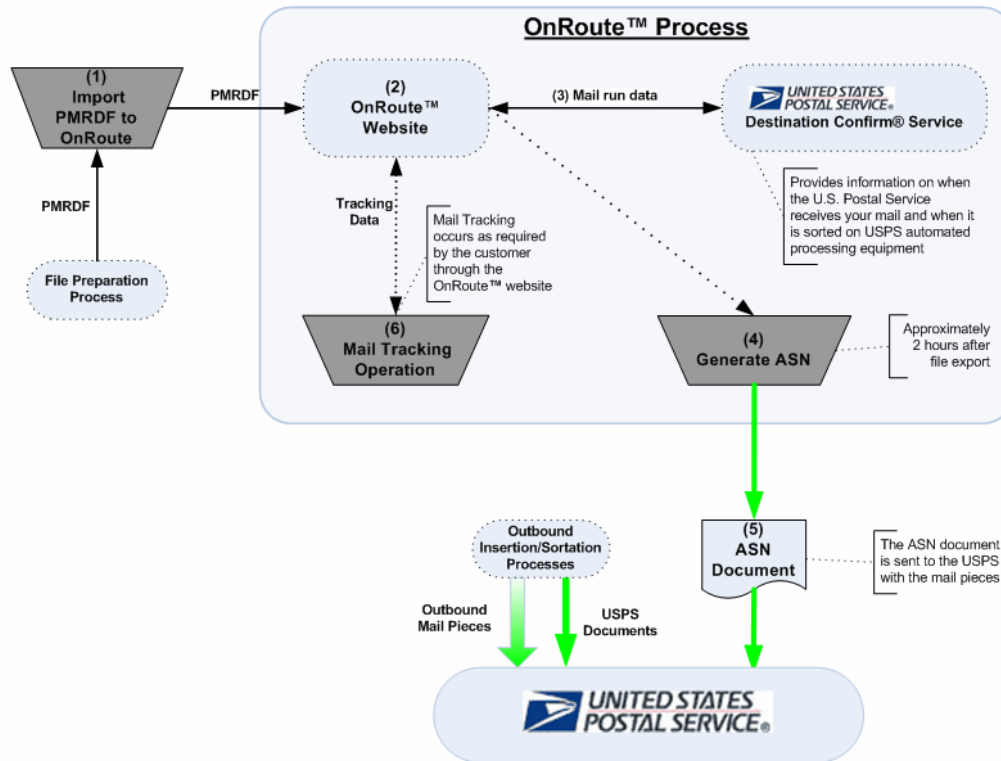 OnRoute™ Process
(1)
Import
PMRDF to
OnRoute
PMRDF
(2)
OnRoute™
Website
(3) Mail run data
UNITED STATES
POSTAL SERVICE®
Destination Confirm® Service
PMRDF
File Preparation
Process
Tracking
Data
Mail Tracking
occurs as required
by the customer
through the
OnRoute™ website
Provides information on when
the U.S. Postal Service
receives your mail and when it
is sorted on USPS automated
processing equipment
(6)
Mail Tracking
Operation
(4)
Generate ASN
Approximately
2 hours after
file export
Outbound
Insertion/Sortation
Processes
(5)
ASN
Document
The ASN document
is sent to the USPS
with the mail pieces
Outbound
Mail Pieces
USPS
Documents
UNITED STATES
POSTAL SERVICE®